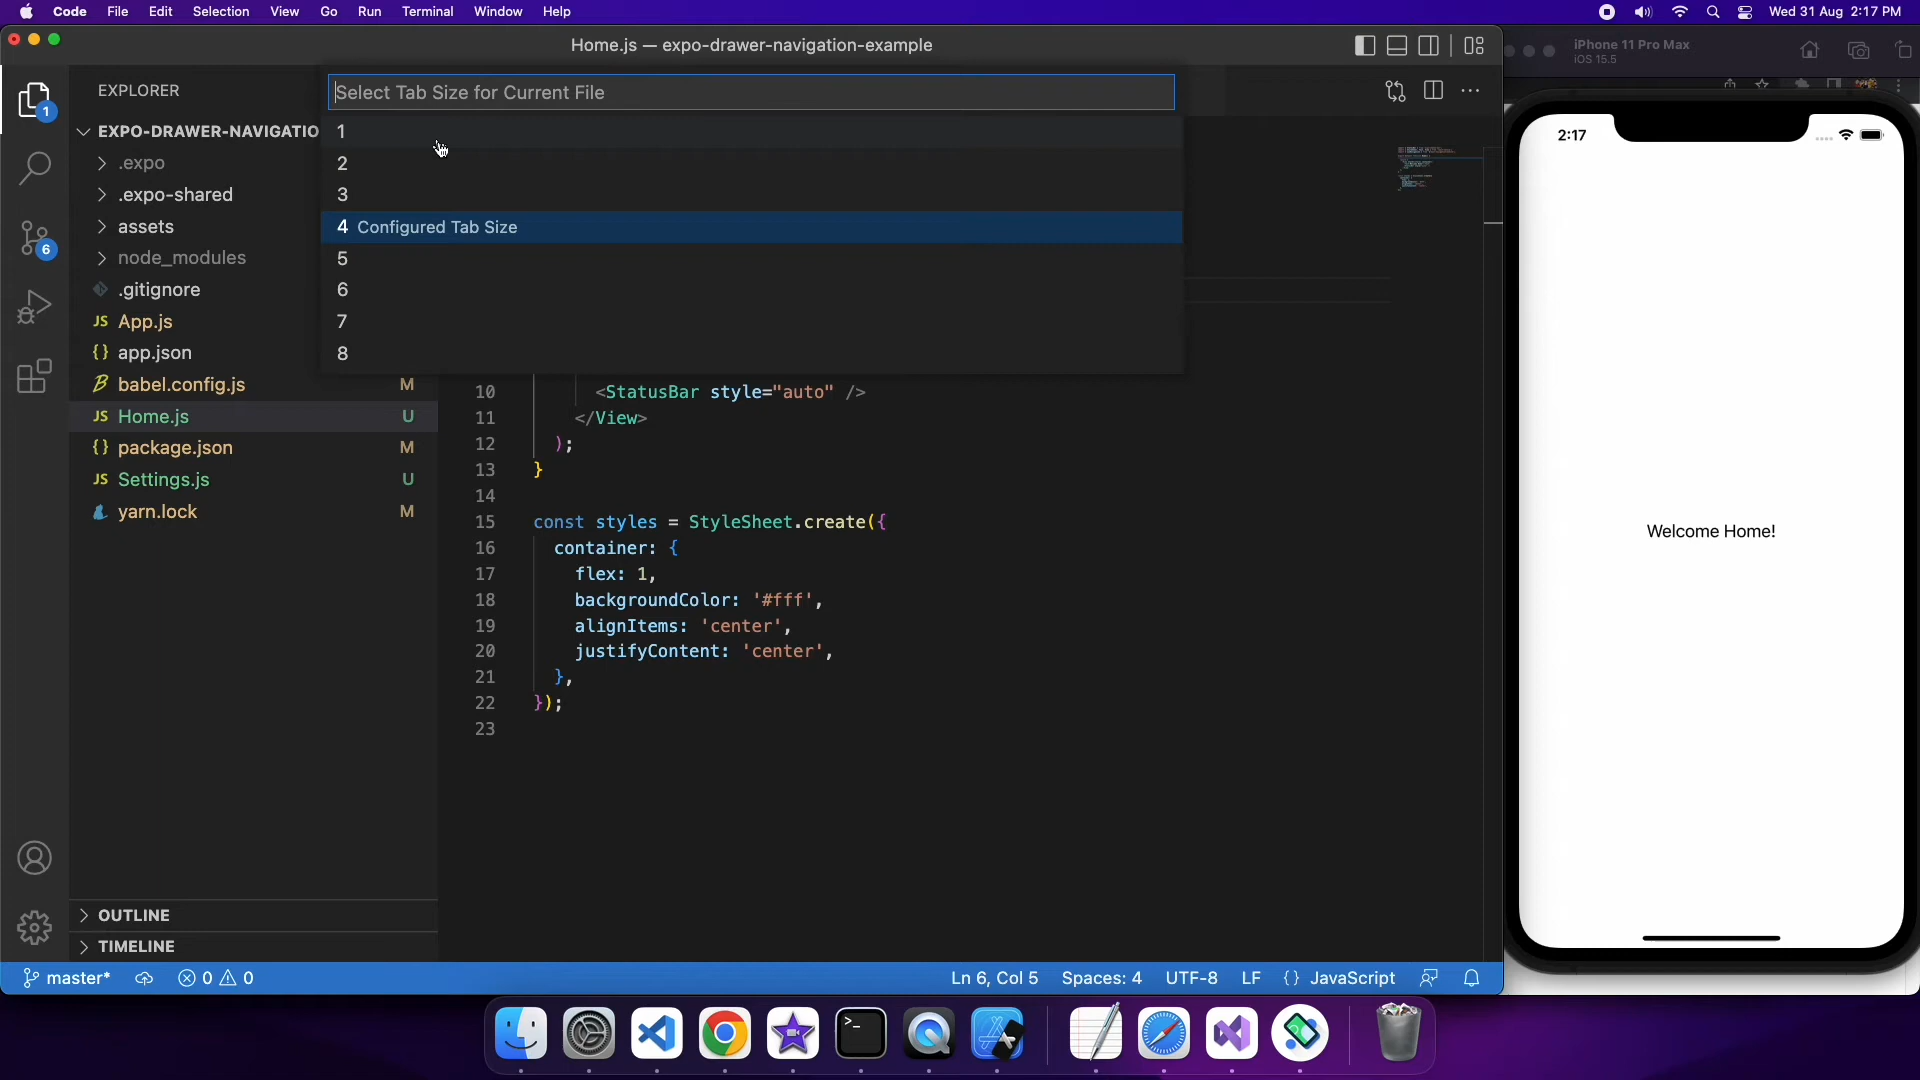 Code File Edit Selection View Go Run Terminal Window Help
Wed 31 Aug 2:17 PM
Home.js — expo-drawer-navigation-example
iPhone 11 Pro Max
iOS 15.5
EXPLORER
1
Select Tab Size for Current File
EXPO-DRAWER-NAVIGATIO
.expo
.expo-shared
assets
6
node_modules
.gitignore
JS App.js
{} app.json
babel.config.js M
JS Home.js U
{} package.json M
JS Settings.js U
yarn.lock M
OUTLINE
TIMELINE
1
2
3
4 Configured Tab Size
5
6
7
8
10 <StatusBar style="auto" />
11 </View>
12 );
13 }
14
15 const styles = StyleSheet.create({
16 container: {
17 flex: 1,
18 backgroundColor: '#fff',
19 alignItems: 'center',
20 justifyContent: 'center',
21 },
22 });
23
2:17
Welcome Home!
master* 0 0 Ln 6, Col 5 Spaces: 4 UTF-8 LF {} JavaScript